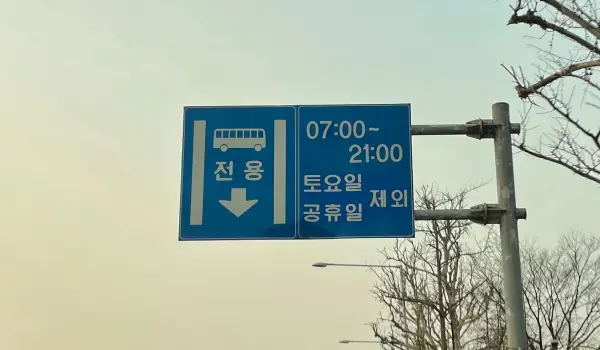 전용
07:00~
21:00
토요일
공휴일
제외